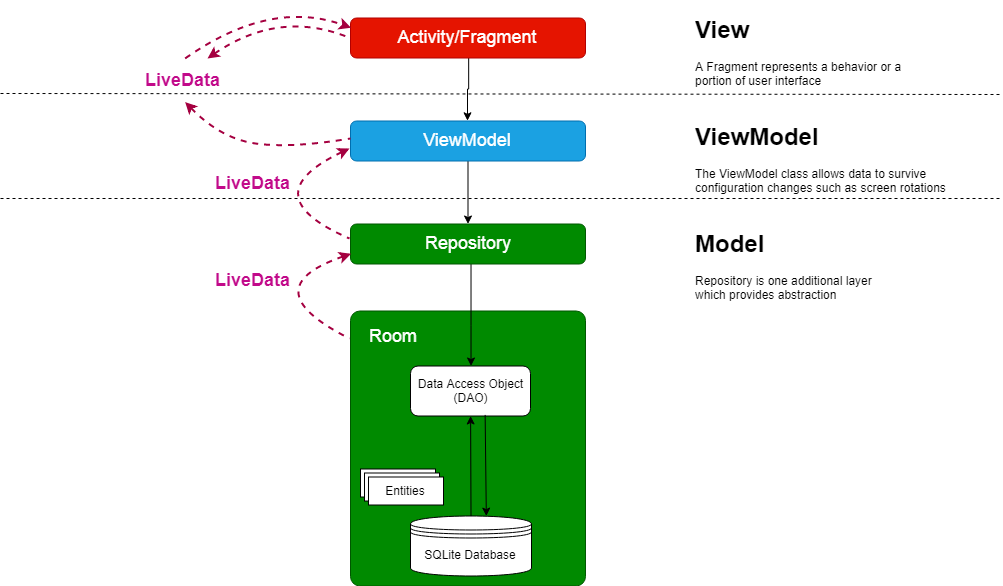 Activity/Fragment
View
A Fragment represents a behavior or a
portion of user interface
LiveData
ViewModel
ViewModel
The ViewModel class allows data to survive
configuration changes such as screen rotations
LiveData
Repository
Model
Repository is one additional layer
which provides abstraction
LiveData
Room
Data Access Object
(DAO)
Entities
SQLite Database